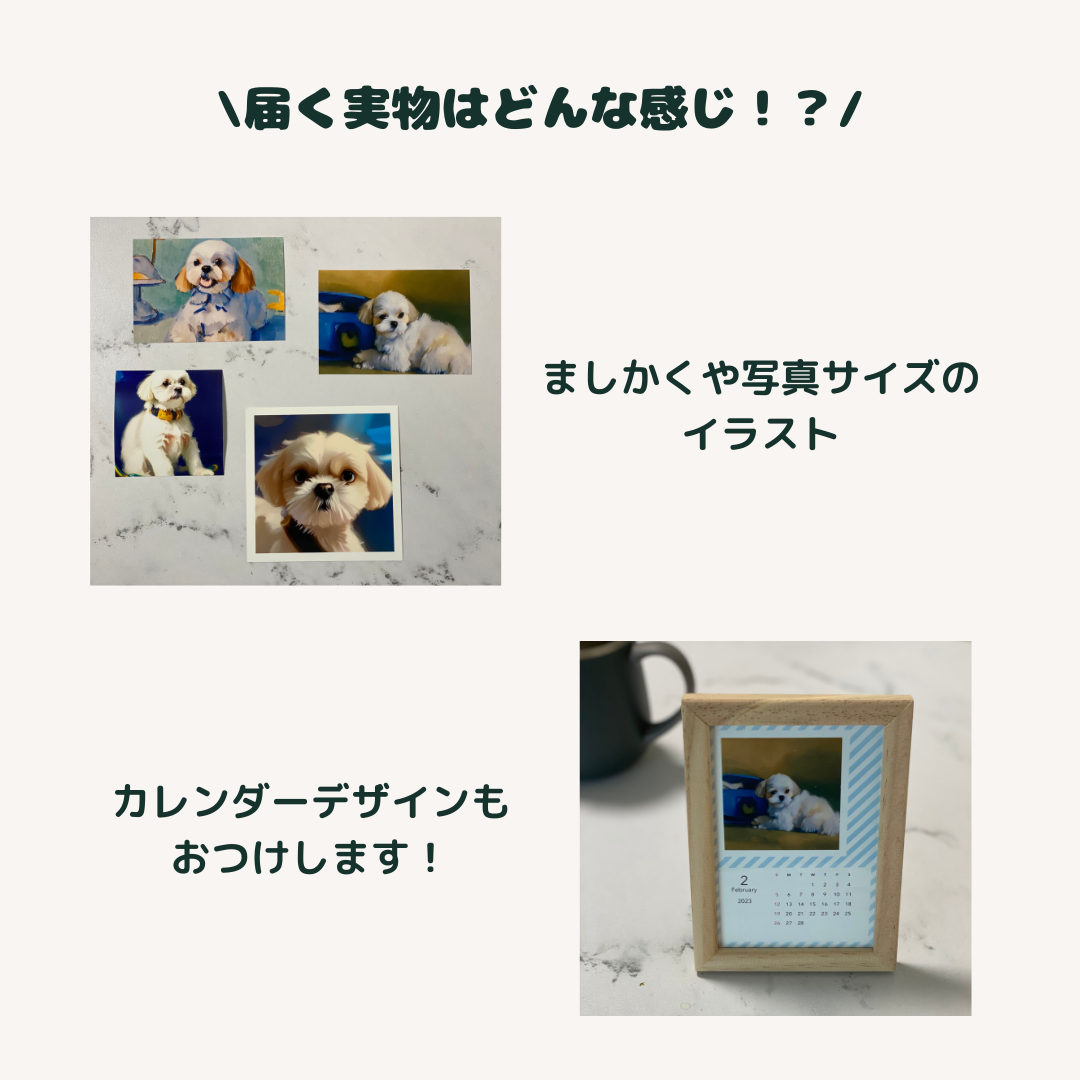 \届く実物はどんな感じ！？/
ましかくや写真サイズの
イラスト
カレンダーデザインも
おつけします！
2
February
2023
S M T W T F S
1 2 3 4
5 6 7 8 9 10 11
12 13 14 15 16 17 18
19 20 21 22 23 24 25
26 27 28